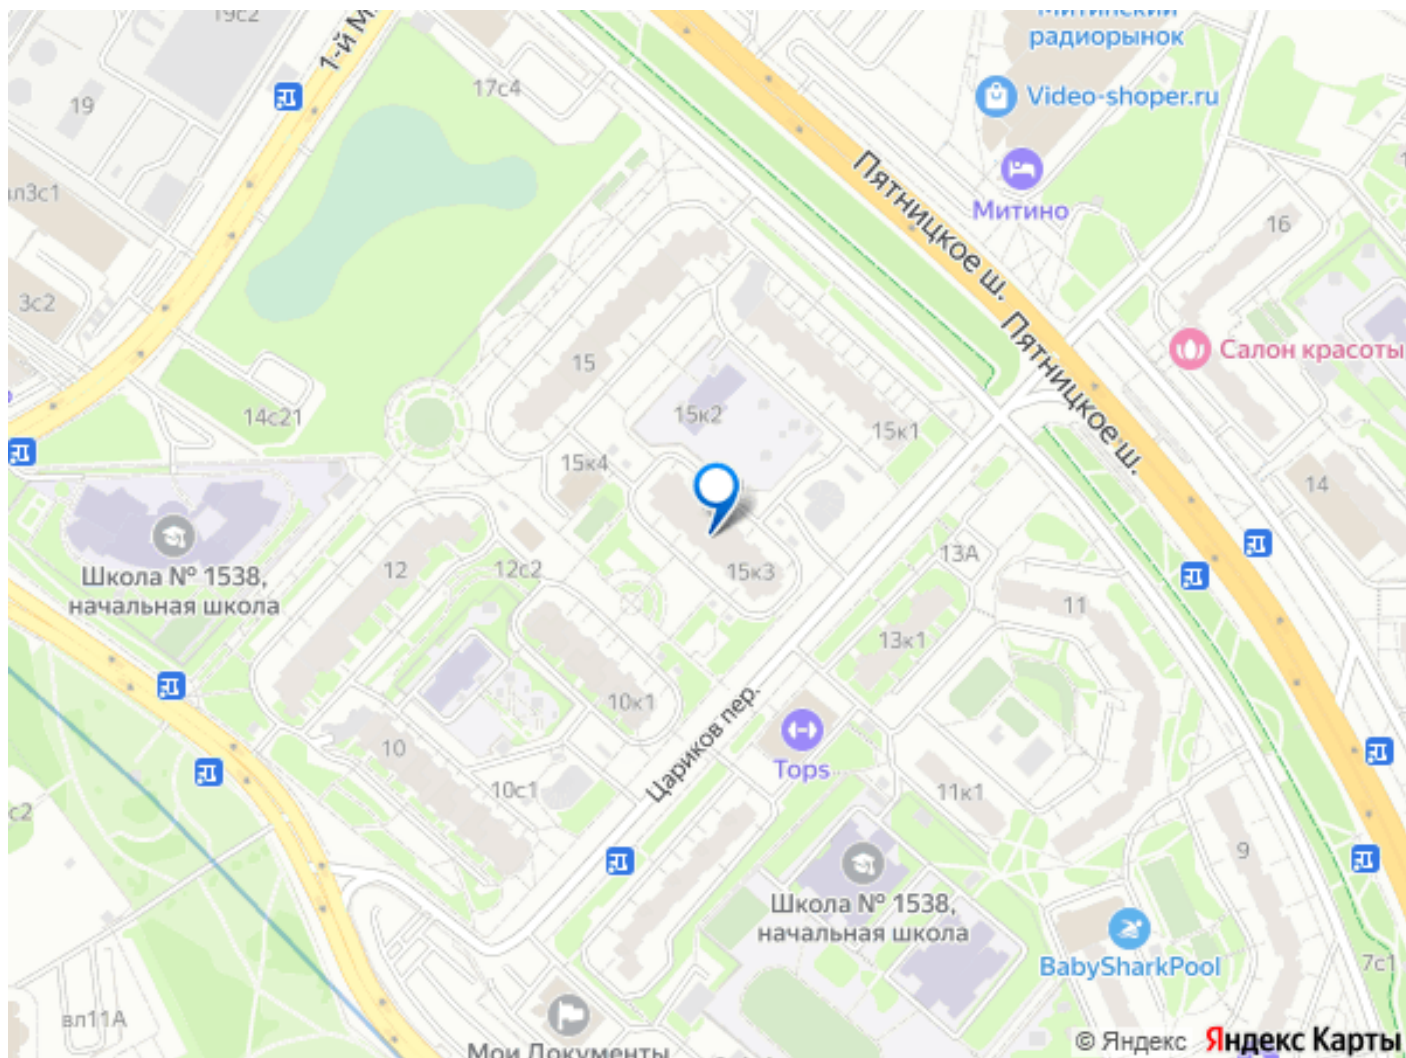 19с2
1-й М
Митинский
радиорынок
17с4
Video-shoper.ru
19
Пятницкое ш.
Митино
вл3с1
16
3с2
Пятницкое ш.
15
Салон красоты
14с21
15к2
15к1
15к4
14
13А
Школа № 1538,
начальная школа
12
12с2
15к3
11
13к1
10к1
Цариков пер.
10
Tops
10с1
11к1
с2
9
Школа № 1538,
начальная школа
BabySharkPool
7с1
вл11А
Мои Документы
© Яндекс Яндекс Карты